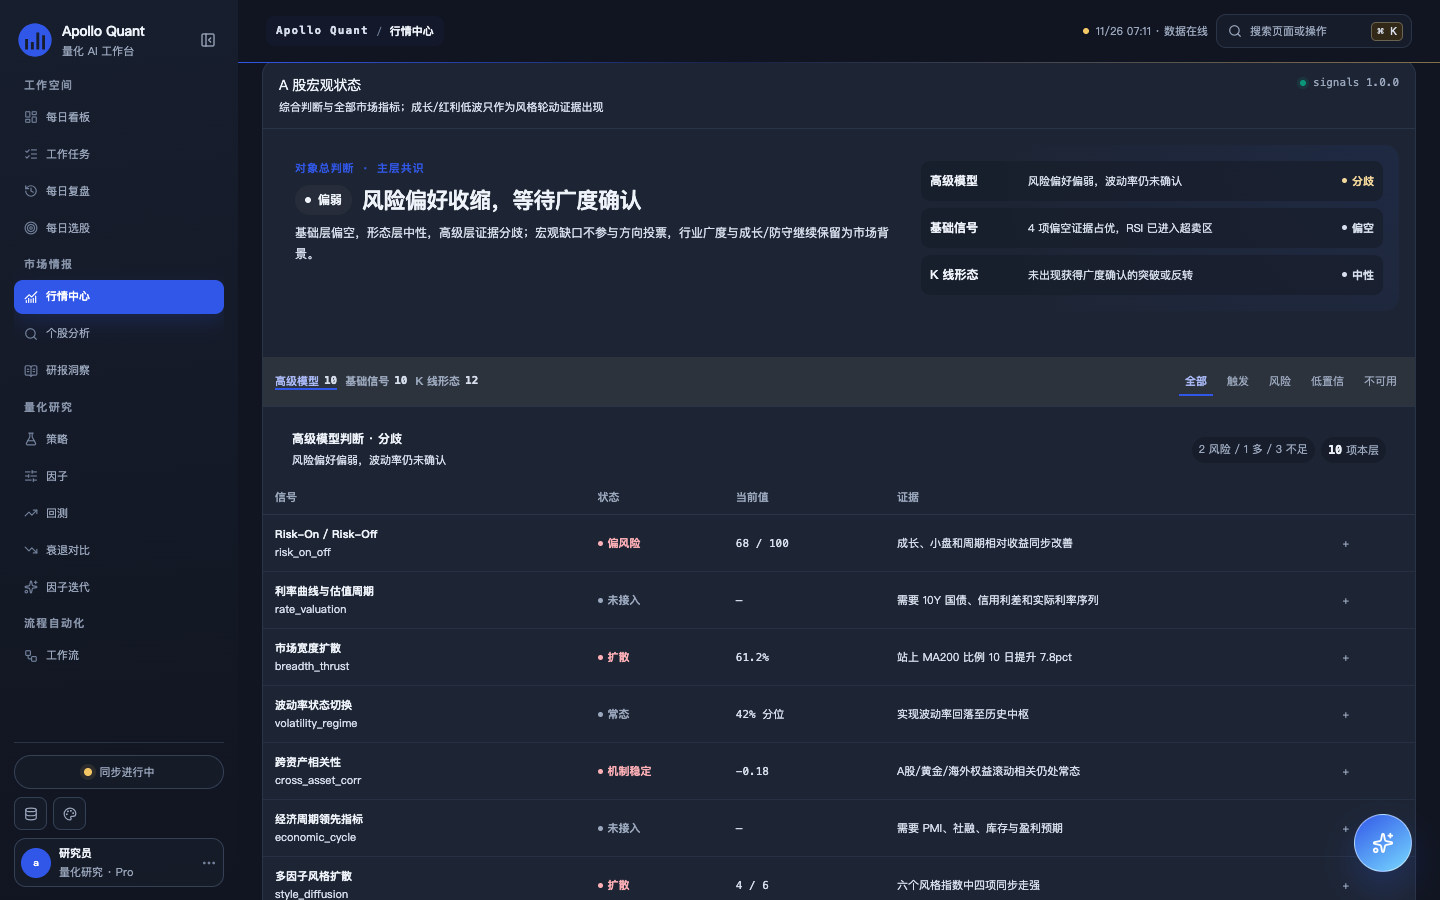 Apollo Quant
量化 AI 工作台
工作空间
每日看板
工作任务
每日复盘
每日选股
市场情报
行情中心
个股分析
研报洞察
量化研究
策略
因子
回测
衰退对比
因子迭代
流程自动化
工作流
同步进行中
a
研究员
量化研究 · Pro
Apollo Quant / 行情中心
11/26 07:11 · 数据在线
搜索页面或操作
⌘ K
A 股宏观状态
综合判断与全部市场指标；成长/红利低波只作为风格轮动证据出现
signals 1.0.0
对象总判断 · 主层共识
偏弱
风险偏好收缩，等待广度确认
基础层偏空，形态层中性，高级层证据分歧；宏观缺口不参与方向投票，行业广度与成长/防守继续保留为市场背
景。
高级模型 风险偏好偏弱，波动率仍未确认 分歧
基础信号 4 项偏空证据占优，RSI 已进入超卖区 偏空
K 线形态 未出现获得广度确认的突破或反转 中性
高级模型 10 基础信号 10 K 线形态 12
全部 触发 风险 低置信 不可用
高级模型判断 · 分歧
风险偏好偏弱，波动率仍未确认
2 风险 / 1 多 / 3 不足
10 项本层
信号 状态 当前值 证据
Risk-On / Risk-Off
risk_on_off
偏风险 68 / 100 成长、小盘和周期相对收益同步改善 +
利率曲线与估值周期
rate_valuation
未接入 — 需要 10Y 国债、信用利差和实际利率序列 +
市场宽度扩散
breadth_thrust
扩散 61.2% 站上 MA200 比例 10 日提升 7.8pct +
波动率状态切换
volatility_regime
常态 42% 分位 实现波动率回落至历史中枢 +
跨资产相关性
cross_asset_corr
机制稳定 -0.18 A股/黄金/海外权益滚动相关仍处常态 +
经济周期领先指标
economic_cycle
未接入 — 需要 PMI、社融、库存与盈利预期 +
多因子风格扩散
style_diffusion
扩散 4 / 6 六个风格指数中四项同步走强 +